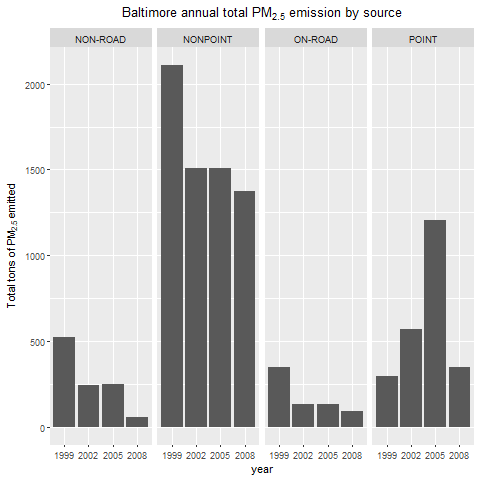 Baltimore annual total PM2.5 emission by source
NON-ROAD NONPOINT ON-ROAD POINT
Total tons of PM2.5 emitted
2000
1500
1000
500
0
1999 2002 2005 2008 1999 2002 2005 2008 1999 2002 2005 2008 1999 2002 2005 2008
year